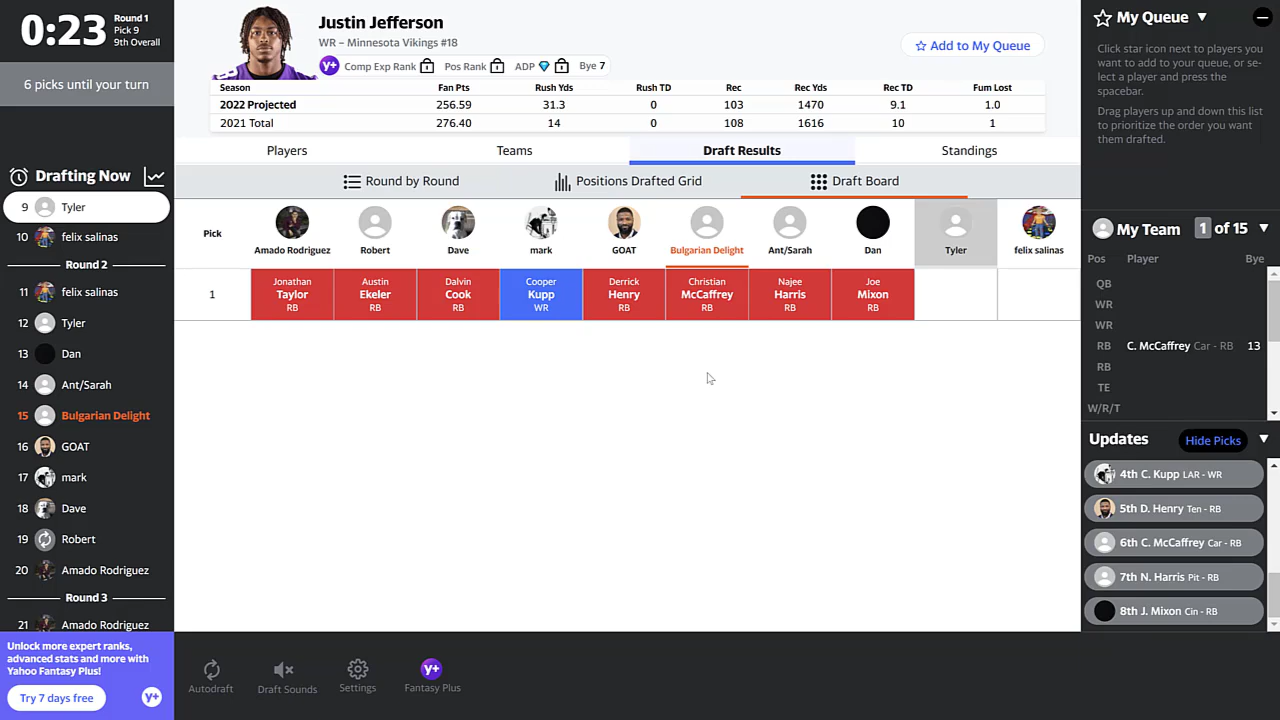 0:23
Round 1
Pick 9
9th Overall
6 picks until your turn
Drafting Now
9 Tyler
10 felix salinas
Round 2
11 felix salinas
12 Tyler
13 Dan
14 Ant/Sarah
15 Bulgarian Delight
16 GOAT
17 mark
18 Dave
19 Robert
20 Amado Rodriguez
Round 3
21 Amado Rodriguez
Unlock more expert ranks,
advanced stats and more with
Yahoo Fantasy Plus!
Try 7 days free
y+
Justin Jefferson
WR – Minnesota Vikings #18
y+ Comp Exp Rank Pos Rank ADP Bye 7
Add to My Queue
Season Fan Pts Rush Yds Rush TD Rec Rec Yds Rec TD Fum Lost
2022 Projected 256.59 31.3 0 103 1470 9.1 1.0
2021 Total 276.40 14 0 108 1616 10 1
Players Teams Draft Results Standings
Round by Round Positions Drafted Grid Draft Board
Pick Amado Rodriguez Robert Dave mark GOAT Bulgarian Delight Ant/Sarah Dan Tyler felix salinas
Jonathan Austin Dalvin Cooper Derrick Christian Najee Joe
1 Taylor Ekeler Cook Kupp Henry McCaffrey Harris Mixon
RB RB RB WR RB RB RB RB
Autodraft
Draft Sounds
Settings
y+
Fantasy Plus
My Queue
Click star icon next to players you
want to add to your queue, or se-
lect a player and press the
spacebar.
Drag players up and down this list
to prioritize the order you want
them drafted.
My Team 1 of 15
Pos Player Bye
QB
WR
WR
RB C. McCaffrey Car - RB 13
RB
TE
W/R/T
Updates Hide Picks
4th C. Kupp LAR - WR
5th D. Henry Ten - RB
6th C. McCaffrey Car - RB
7th N. Harris Pit - RB
8th J. Mixon Cin - RB